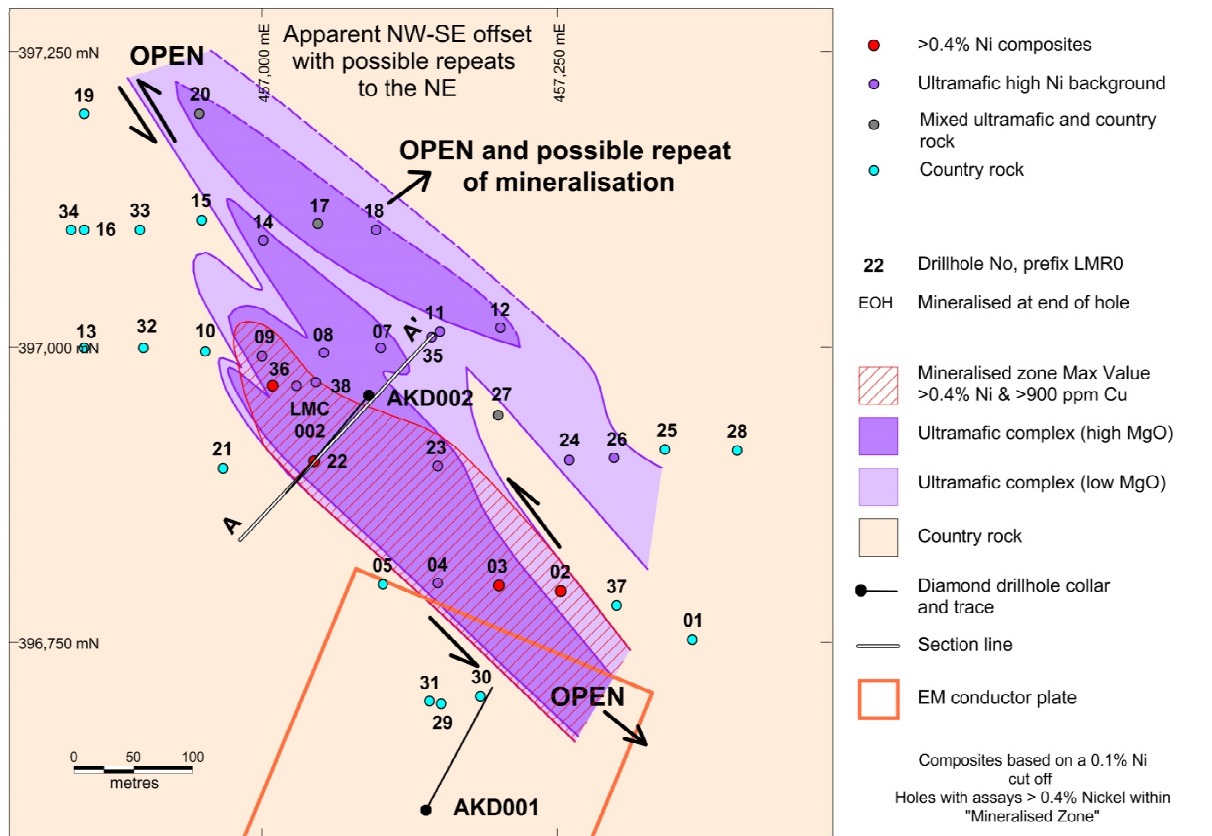 397,250 mN
OPEN
457,000 mE
Apparent NW-SE offset
with possible repeats
to the NE
457,250 mE
19
20
OPEN and possible repeat
of mineralisation
34
16
33
15
14
17
18
13
397,000 mN
32
10
09
08
07
11
A'
35
12
36
38
LMC
002
AKD002
27
21
22
23
24
26
25
28
A
05
04
03
02
37
01
396,750 mN
31
29
30
OPEN
0 50 100
metres
AKD001
>0.4% Ni composites
Ultramafic high Ni background
Mixed ultramafic and country
rock
Country rock
22 Drillhole No, prefix LMR0
EOH Mineralised at end of hole
Mineralised zone Max Value
>0.4% Ni & >900 ppm Cu
Ultramafic complex (high MgO)
Ultramafic complex (low MgO)
Country rock
Diamond drillhole collar
and trace
Section line
EM conductor plate
Composites based on a 0.1% Ni
cut off
Holes with assays > 0.4% Nickel within
"Mineralised Zone"